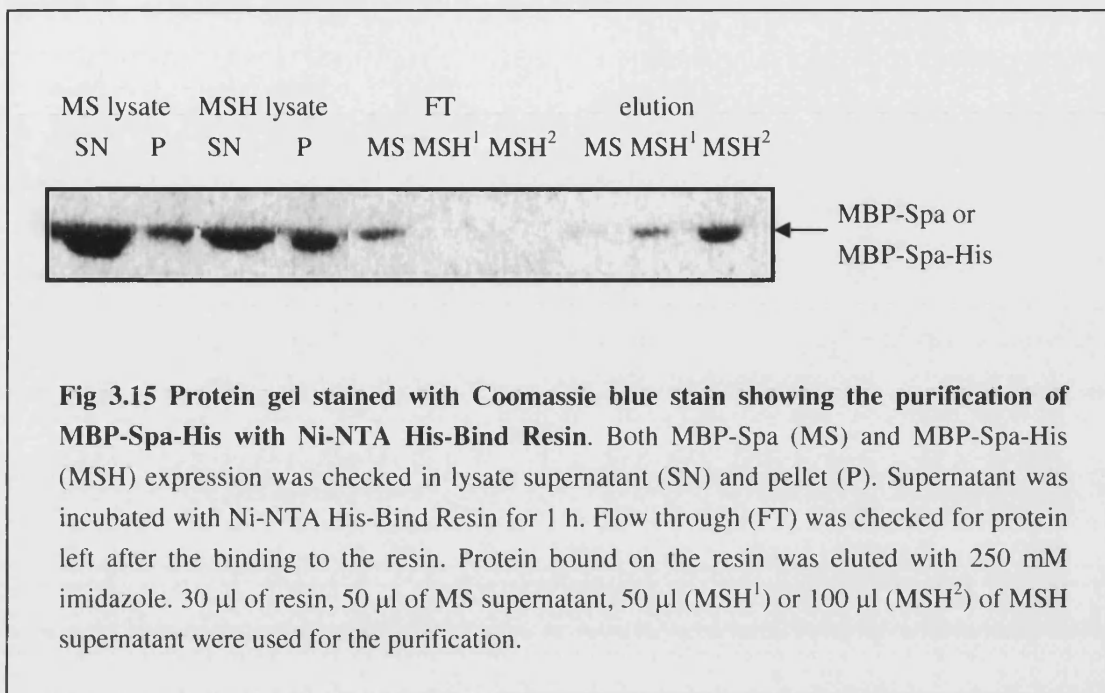 MS lysate MSH lysate FT elution
SN P SN P MS MSH¹ MSH² MS MSH¹ MSH²
MBP-Spa or
MBP-Spa-His
Fig 3.15 Protein gel stained with Coomassie blue stain showing the purification of
MBP-Spa-His with Ni-NTA His-Bind Resin. Both MBP-Spa (MS) and MBP-Spa-His
(MSH) expression was checked in lysate supernatant (SN) and pellet (P). Supernatant was
incubated with Ni-NTA His-Bind Resin for 1 h. Flow through (FT) was checked for protein
left after the binding to the resin. Protein bound on the resin was eluted with 250 mM
imidazole. 30 µl of resin, 50 µl of MS supernatant, 50 µl (MSH¹) or 100 µl (MSH²) of MSH
supernatant were used for the purification.